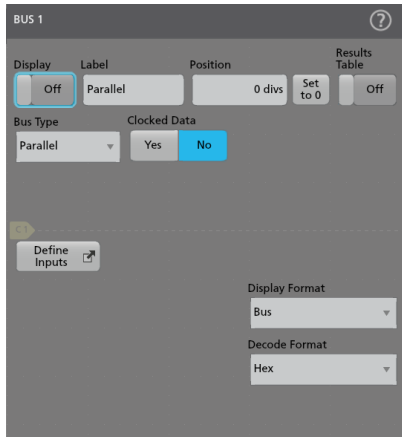 BUS 1
?
Display
Label
Position
Results
Table
Off
Parallel
0 divs
Set
to 0
Off
Bus Type
Clocked Data
Parallel
Yes
No
C1
Define
Inputs
Display Format
Bus
Decode Format
Hex